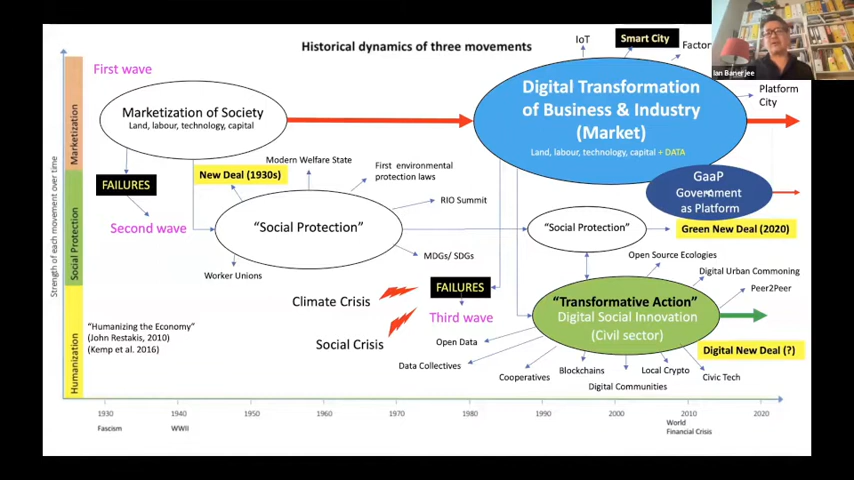 Historical dynamics of three movements
IoT
Smart City
Factor
Ian Banerjee
First wave
Marketization of Society
Land, labour, technology, capital
Digital Transformation
of Business & Industry
(Market)
Land, labour, technology, capital + DATA
Platform
City
FAILURES
New Deal (1930s)
Modern Welfare State
First environmental
protection laws
RIO Summit
GaaP
Government
as Platform
Second wave
"Social Protection"
"Social Protection"
Green New Deal (2020)
MDGs/ SDGs
Worker Unions
Open Source Ecologies
Digital Urban Commoning
Peer2Peer
FAILURES
Climate Crisis
Third wave
Social Crisis
"Transformative Action"
Digital Social Innovation
(Civil sector)
"Humanizing the Economy"
(John Restakis, 2010)
(Kemp et al. 2016)
Open Data
Data Collectives
Digital New Deal (?)
Cooperatives
Blockchains
Digital Communities
Local Crypto
Civic Tech
Strength of each movement over time
Marketization
Social Protection
Humanization
1930
1940
1950
1960
1970
1980
1990
2000
2010
2020
Fascism
WWII
World
Financial Crisis